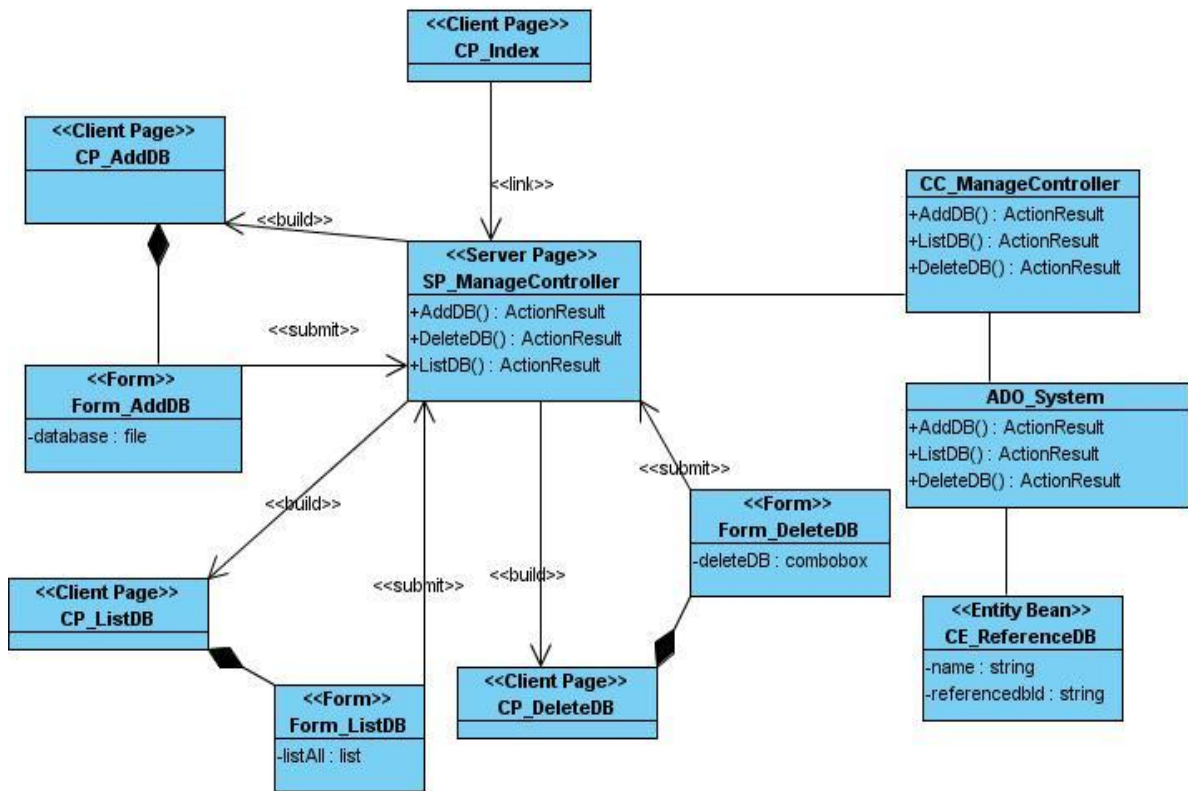 <<Client Page>>
CP_Index
<<Client Page>>
CP_AddDB
<<link>>
<<build>>
CC_ManageController
+AddDB() : ActionResult
+ListDB() : ActionResult
+DeleteDB() : ActionResult
<<Server Page>>
SP_ManageController
+AddDB() : ActionResult
+DeleteDB() : ActionResult
+ListDB() : ActionResult
<<submit>>
<<Form>>
Form_AddDB
-database : file
ADO_System
+AddDB() : ActionResult
+ListDB() : ActionResult
+DeleteDB() : ActionResult
<<submit>>
<<build>>
<<Form>>
Form_DeleteDB
-deleteDB : combobox
<<submit>>
<<build>>
<<Client Page>>
CP_ListDB
<<Entity Bean>>
CE_ReferenceDB
-name : string
-referencedbId : string
<<Client Page>>
CP_DeleteDB
<<Form>>
Form_ListDB
-listAll : list